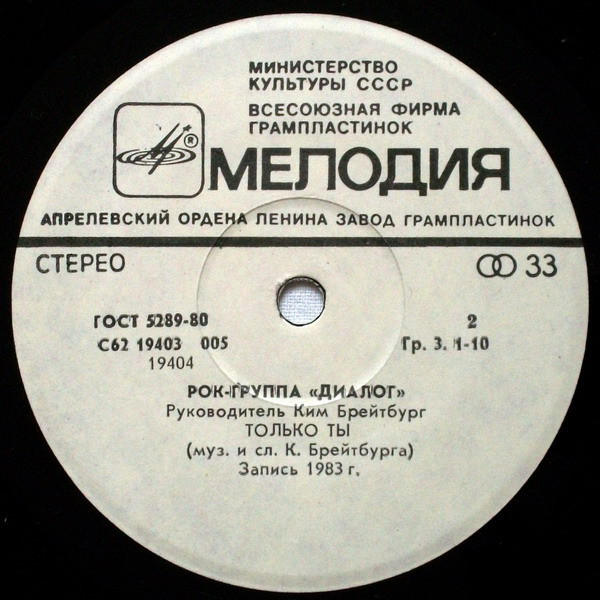 МИНИСТЕРСТВО
КУЛЬТУРЫ СССР
ВСЕСОЮЗНАЯ ФИРМА
ГРАМПЛАСТИНОК
®
МЕЛОДИЯ
АПРЕЛЕВСКИЙ ОРДЕНА ЛЕНИНА ЗАВОД ГРАМПЛАСТИНОК
СТЕРЕО 33
ГОСТ 5289-80 2
С62 19403 005 Гр. 3. 1-10
19404
РОК-ГРУППА «ДИАЛОГ»
Руководитель Ким Брейтбург
ТОЛЬКО ТЫ
(муз. и сл. К. Брейтбурга)
Запись 1983 г.